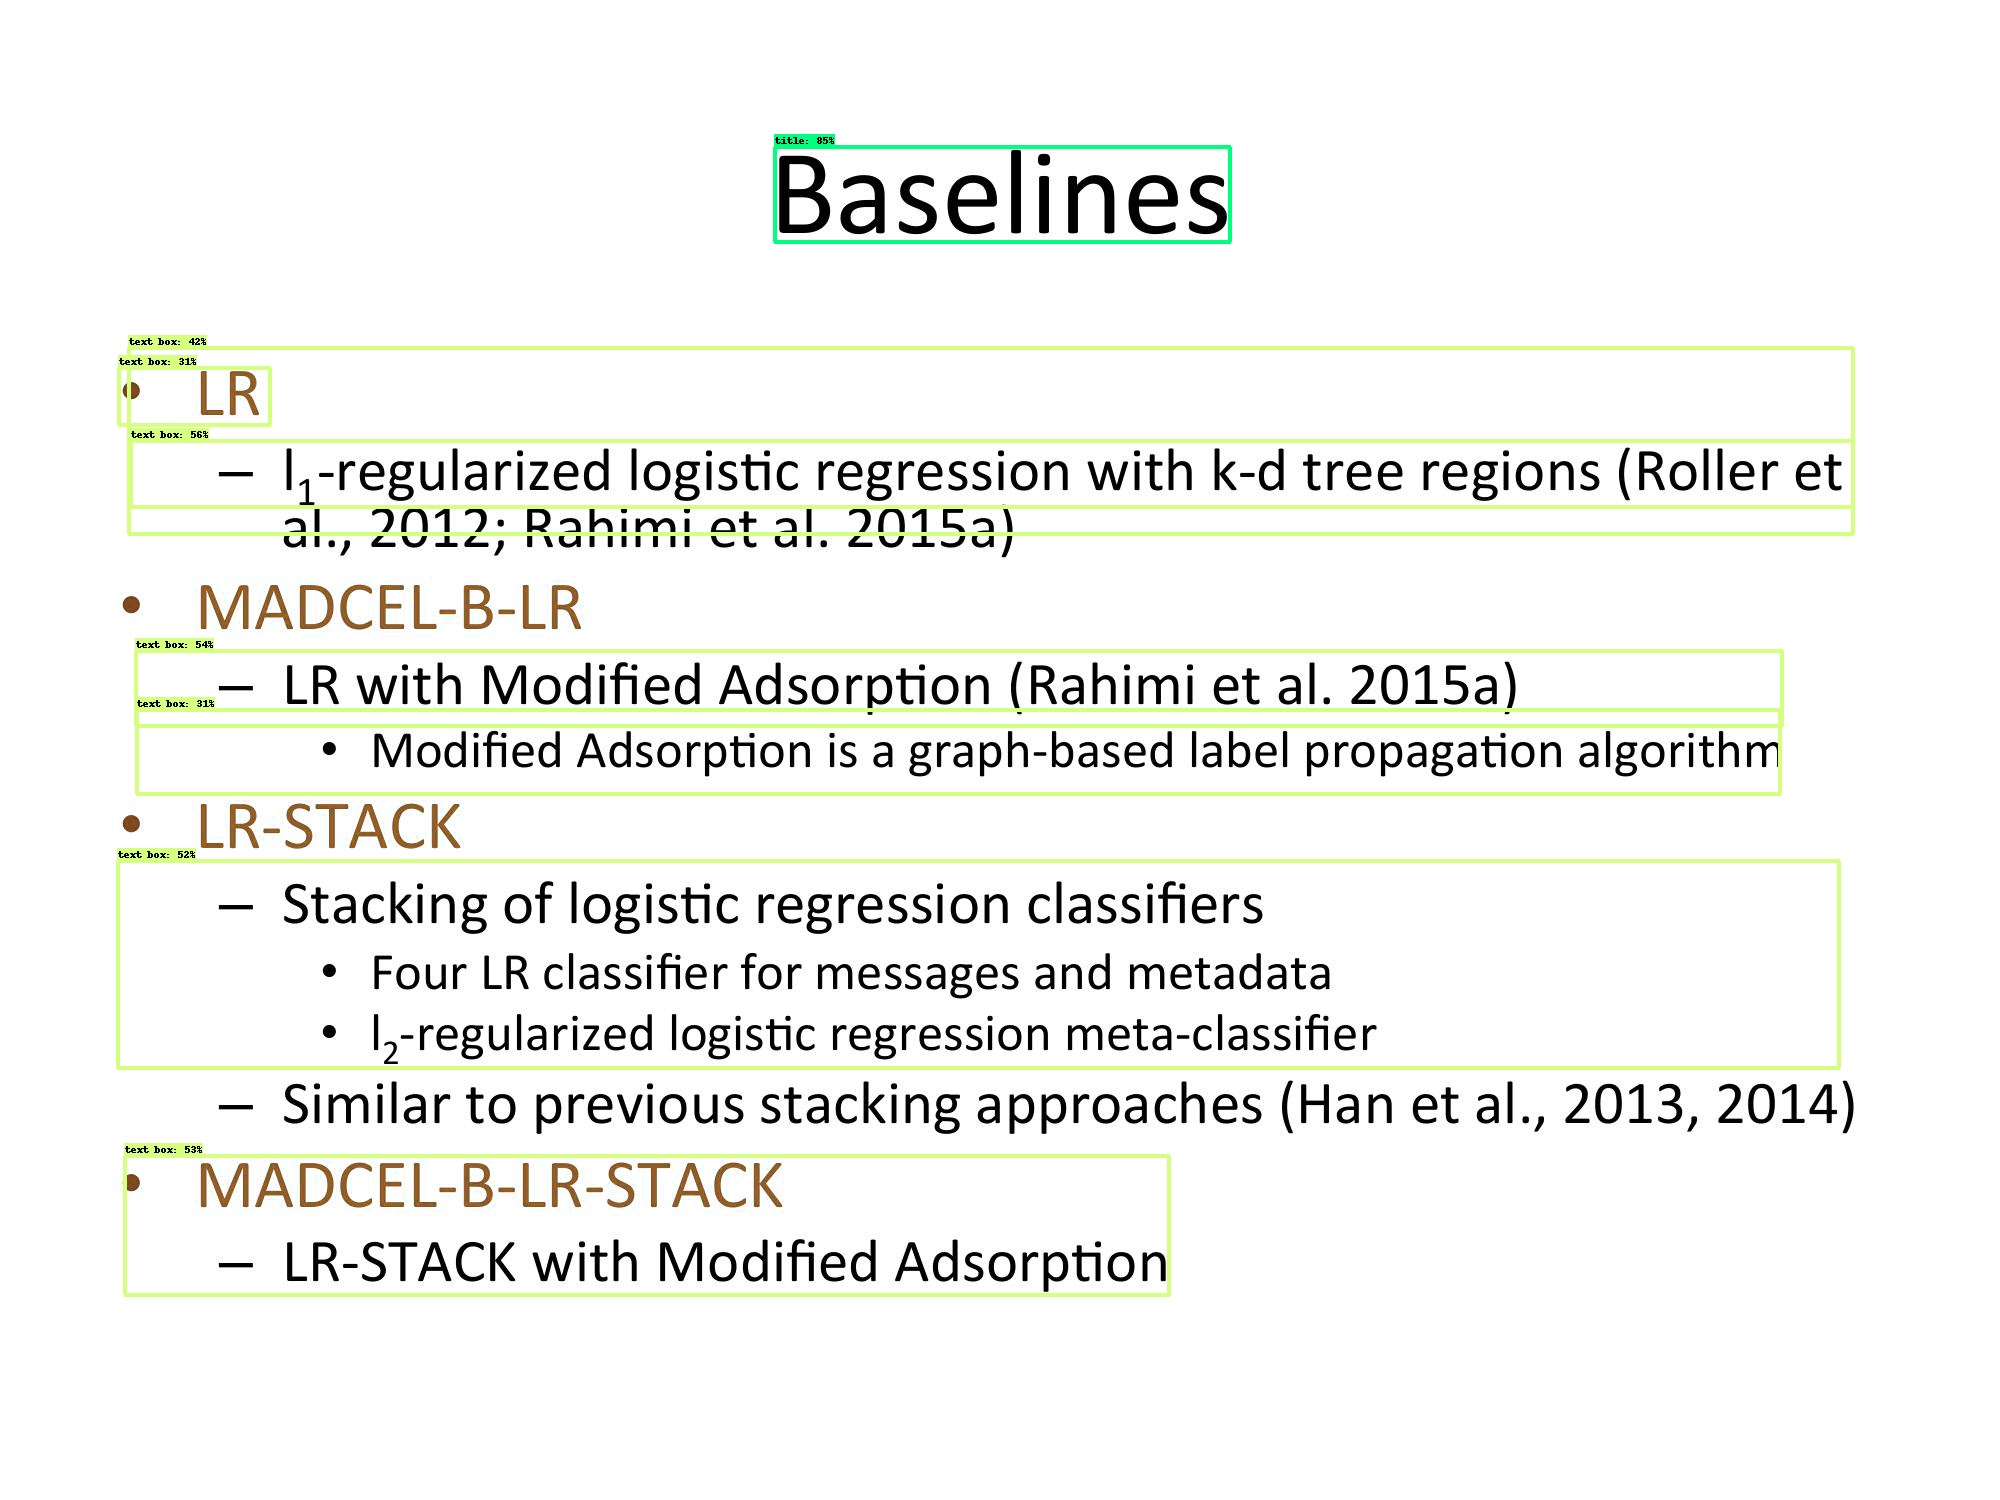 title: 85%
Baselines
text box: 42%
text box: 31%
• LR
text box: 56%
– l₁-regularized logistic regression with k-d tree regions (Roller et
al., 2012; Rahimi et al. 2015a)
• MADCEL-B-LR
text box: 54%
– LR with Modified Adsorption (Rahimi et al. 2015a)
text box: 31%
• Modified Adsorption is a graph-based label propagation algorithm
• LR-STACK
text box: 52%
– Stacking of logistic regression classifiers
• Four LR classifier for messages and metadata
• l₂-regularized logistic regression meta-classifier
– Similar to previous stacking approaches (Han et al., 2013, 2014)
text box: 53%
• MADCEL-B-LR-STACK
– LR-STACK with Modified Adsorption